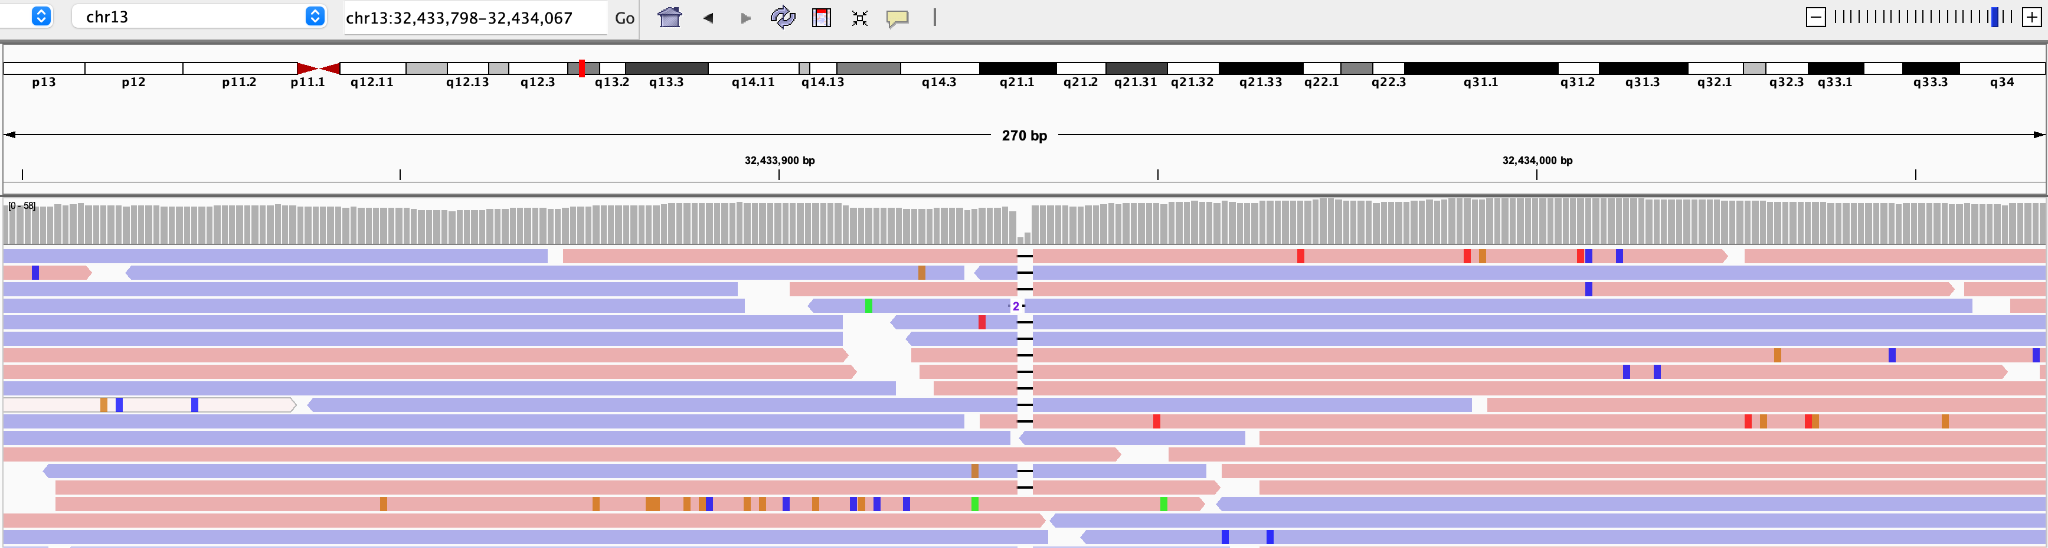 chr13 chr13:32,433,798-32,434,067 Go
p13 p12 p11.2 p11.1 q12.11 q12.13 q12.3 q13.2 q13.3 q14.11 q14.13 q14.3 q21.1 q21.2 q21.31 q21.32 q21.33 q22.1 q22.3 q31.1 q31.2 q31.3 q32.1 q32.3 q33.1 q33.3 q34
270 bp
32,433,900 bp 32,434,000 bp
[0 - 58]
2